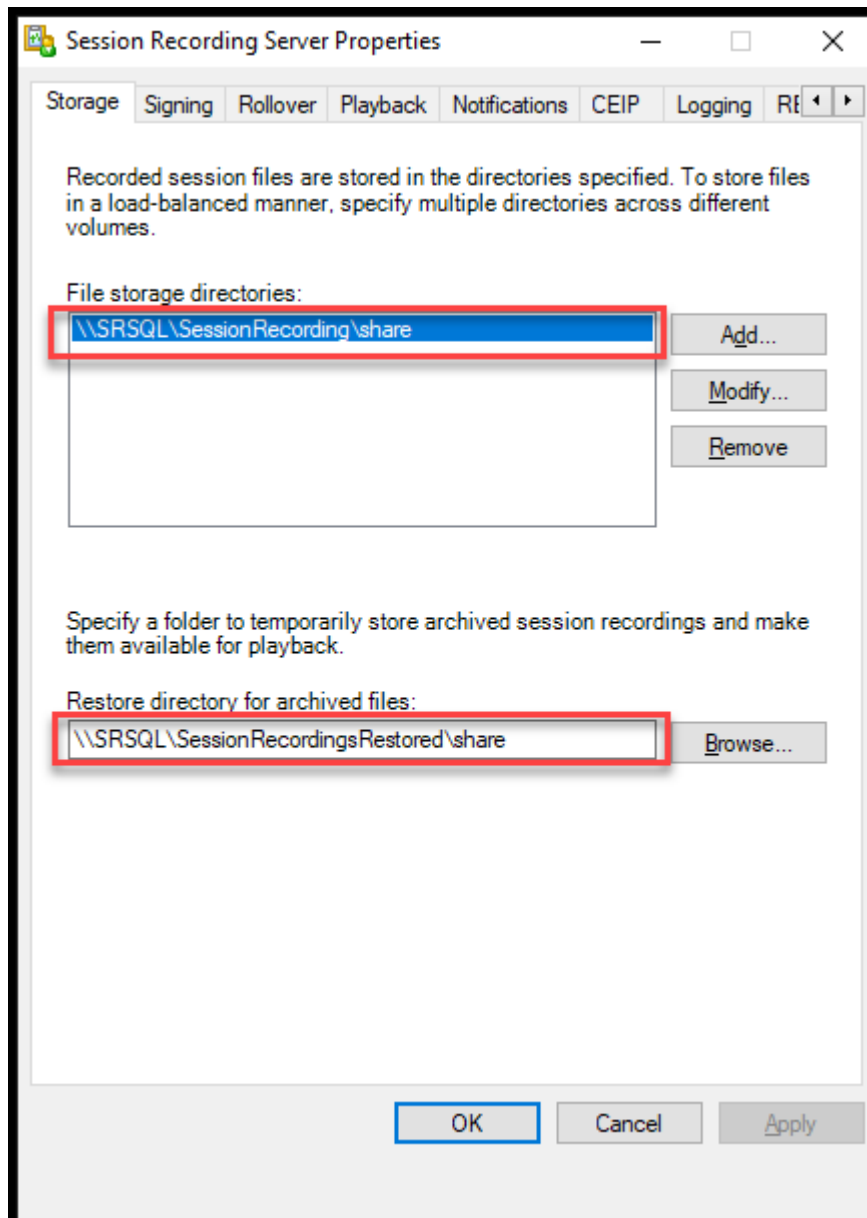 Session Recording Server Properties
Storage Signing Rollover Playback Notifications CEIP Logging
Recorded session files are stored in the directories specified. To store files
in a load-balanced manner, specify multiple directories across different
volumes.
File storage directories:
\\SRSQL\SessionRecording\share
Add...
Modify...
Remove
Specify a folder to temporarily store archived session recordings and make
them available for playback.
Restore directory for archived files:
\\SRSQL\SessionRecordingsRestored\share
Browse...
OK Cancel Apply